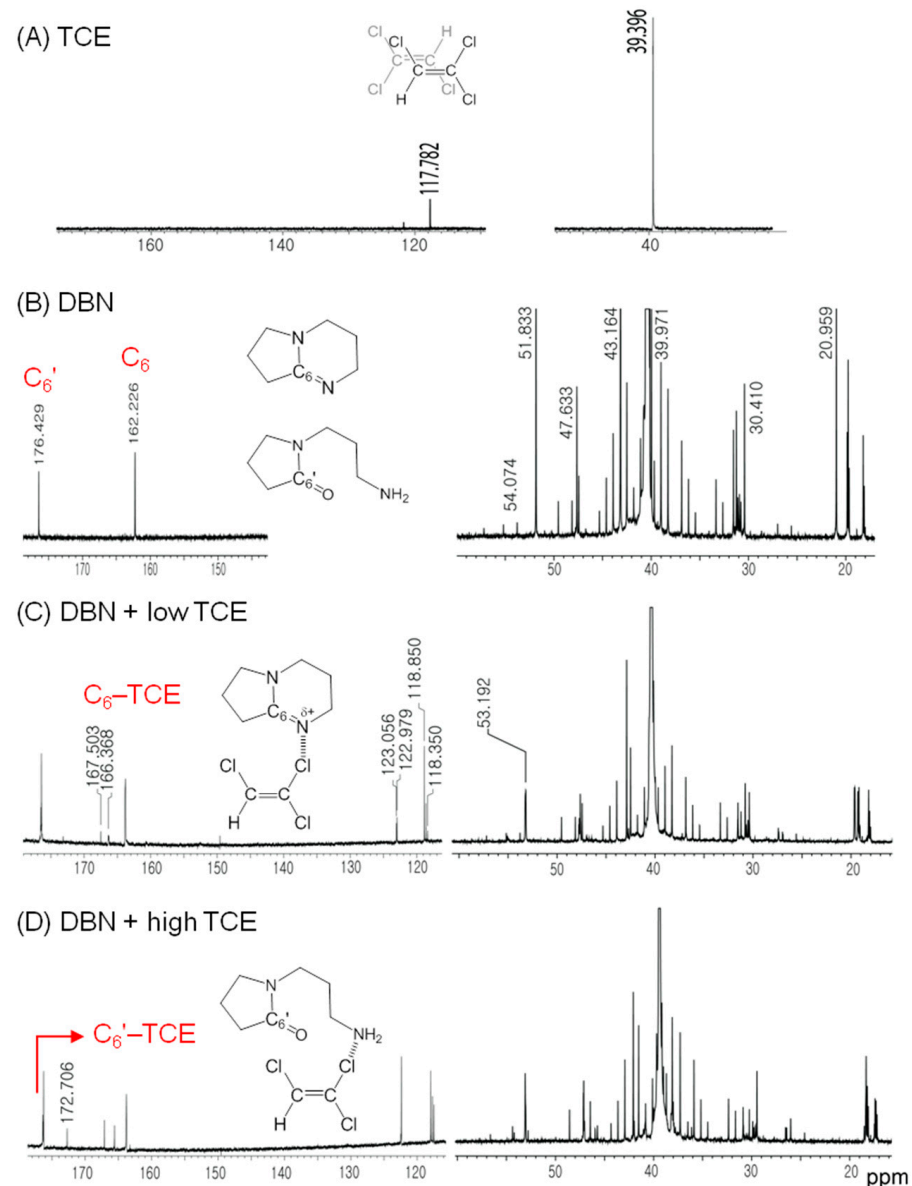 (A) TCE
Cl Cl H Cl
C=C
C=C
Cl Cl
H Cl
117.782
39.396
160 140 120 40
(B) DBN
C6'
C6
176.429
162.226
N
C6
N
N
C6'
O
NH2
54.074
51.833
47.633
43.164
39.971
30.410
20.959
170 160 150 50 40 30 20
(C) DBN + low TCE
C6–TCE
167.503
166.368
N
C6
N δ+
Cl Cl
C=C
H Cl
123.056
122.979
118.850
118.350
53.192
170 160 150 140 130 120 60 50 40 30 20
(D) DBN + high TCE
C6'–TCE
172.706
N
C6'
O
NH2
Cl Cl
C=C
H Cl
170 160 150 140 130 120 60 50 40 30 20 ppm